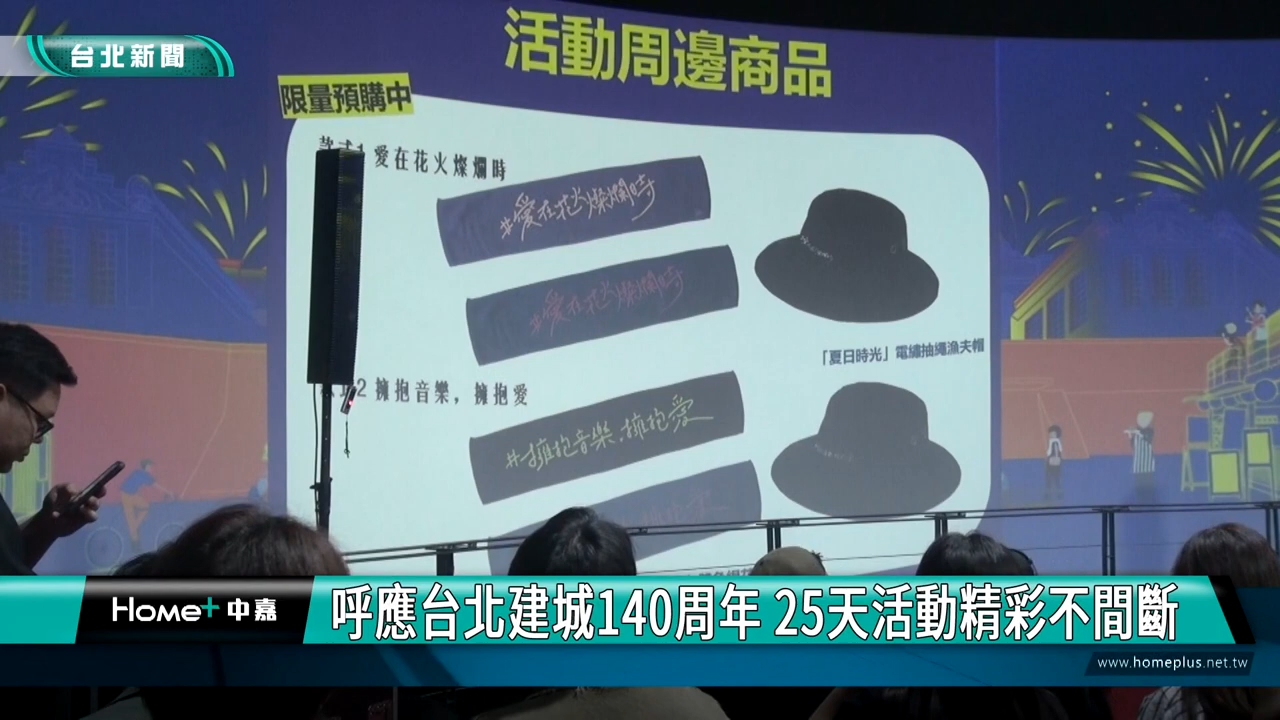 台北新聞
活動周邊商品
限量預購中
款式1 愛在花火燦爛時
#愛在花火燦爛時
#愛在花火燦爛時
「夏日時光」電繡抽繩漁夫帽
2 擁抱音樂，擁抱愛
#擁抱音樂.擁抱愛
Home+中嘉
呼應台北建城140周年 25天活動精彩不間斷
www.homeplus.net.tw